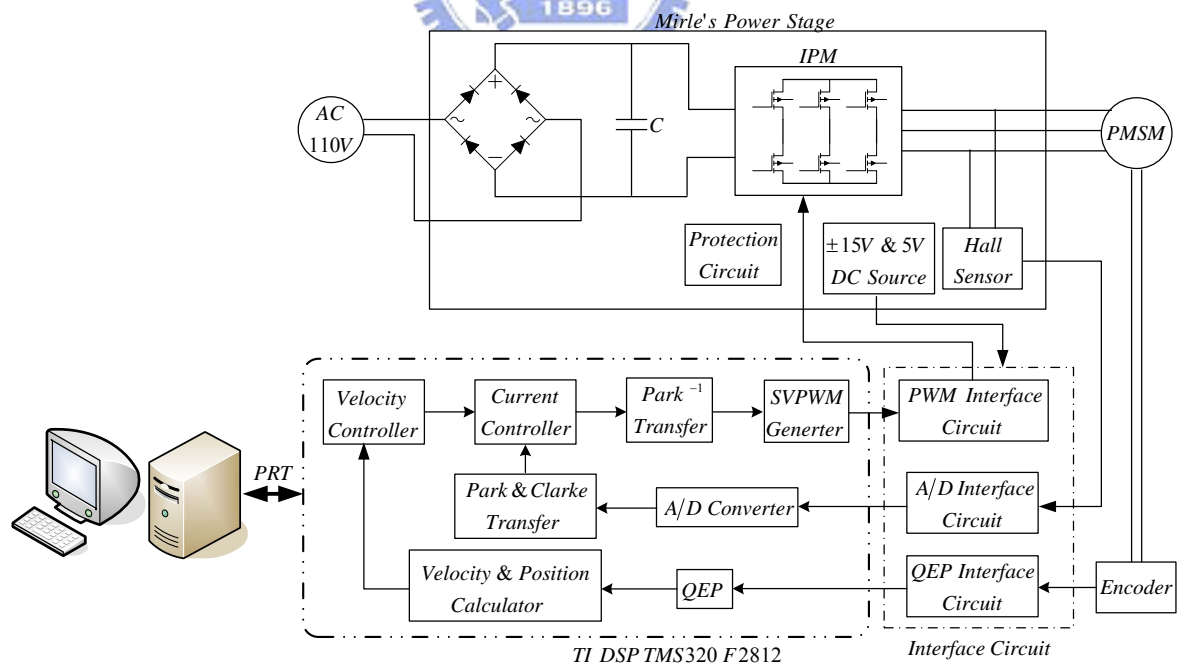 1896
Mirle's Power Stage
IPM
AC
110V
+
~
~
−
C
PMSM
Protection
Circuit
±15V & 5V
DC Source
Hall
Sensor
Velocity
Controller
Current
Controller
Park⁻¹
Transfer
SVPWM
Generter
PWM Interface
Circuit
PRT
Park & Clarke
Transfer
A/D Converter
A/D Interface
Circuit
Velocity & Position
Calculator
QEP
QEP Interface
Circuit
Encoder
TI DSP TMS320 F2812
Interface Circuit